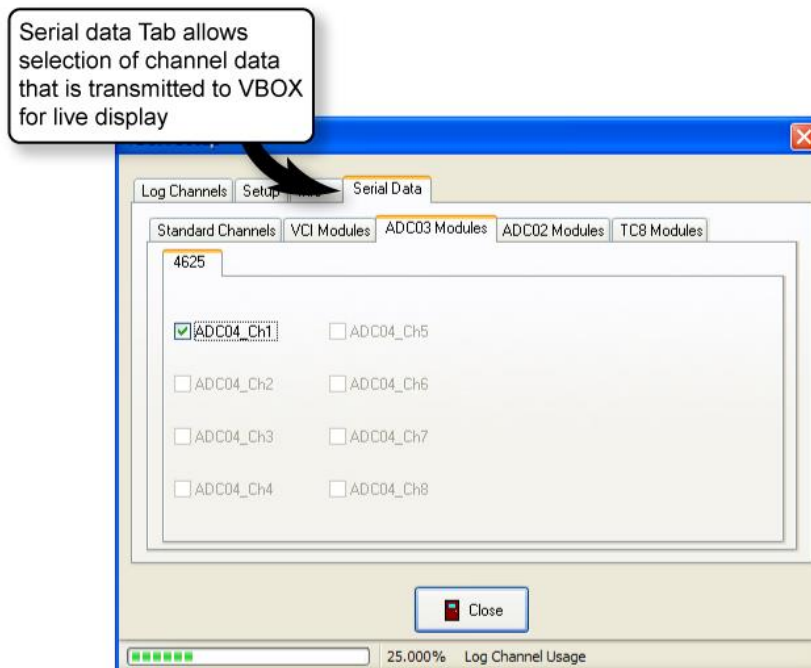 Serial data Tab allows
selection of channel data
that is transmitted to VBOX
for live display
Log Channels Setup Serial Data
Standard Channels VCI Modules ADC03 Modules ADC02 Modules TC8 Modules
4625
ADC04_Ch1 ADC04_Ch5
ADC04_Ch2 ADC04_Ch6
ADC04_Ch3 ADC04_Ch7
ADC04_Ch4 ADC04_Ch8
Close
25.000% Log Channel Usage